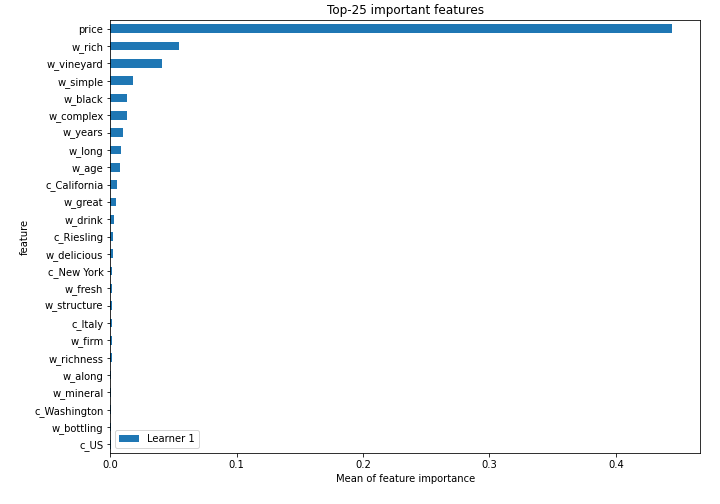 Top-25 important features
price
w_rich
w_vineyard
w_simple
w_black
w_complex
w_years
w_long
w_age
c_California
w_great
w_drink
c_Riesling
w_delicious
c_New York
w_fresh
w_structure
c_Italy
w_firm
w_richness
w_along
w_mineral
c_Washington
w_bottling
c_US
feature
Learner 1
0.0 0.1 0.2 0.3 0.4
Mean of feature importance